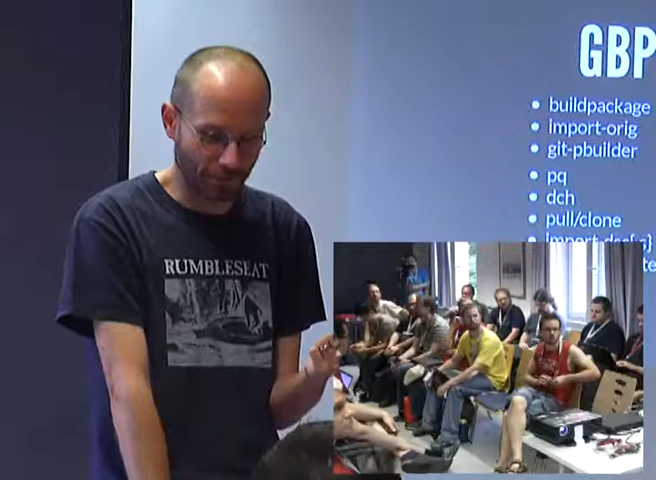 GBP
buildpackage
import-orig
git-pbuilder
pq
dch
pull/clone
RUMBLESEAT